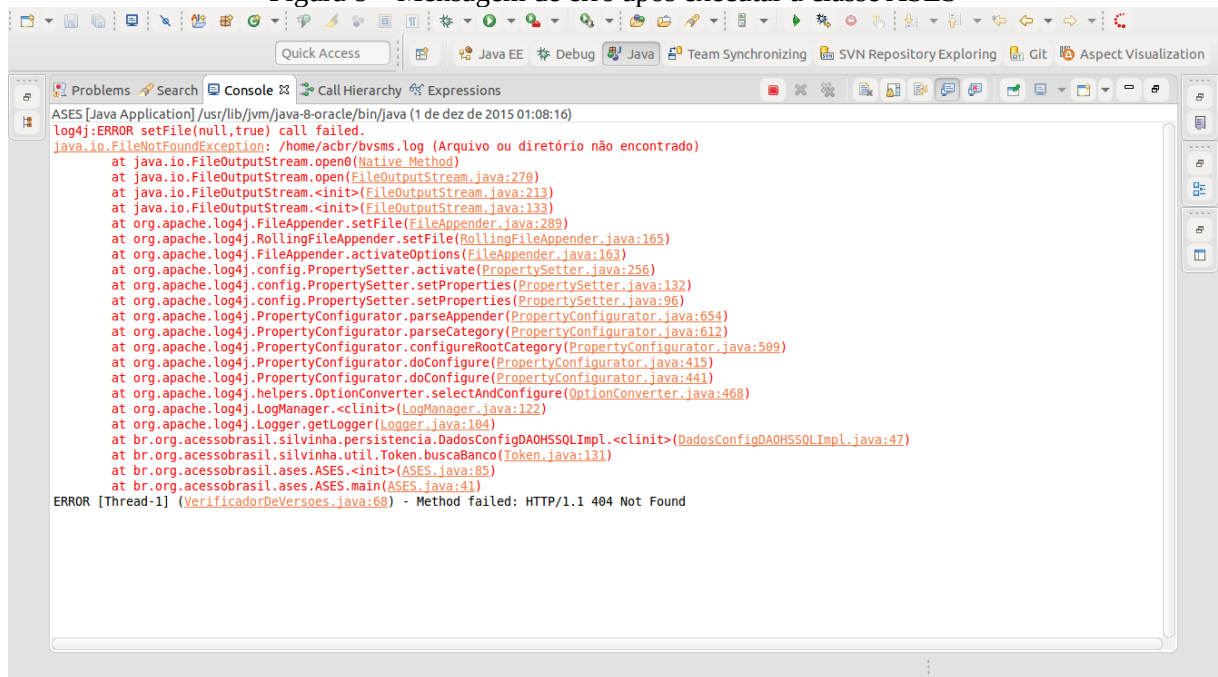 Figura 8 – Mensagem de erro após executar a classe ASES
Quick Access Java EE Debug Java Team Synchronizing SVN Repository Exploring Git Aspect Visualization
Problems Search Console Call Hierarchy Expressions
ASES [Java Application] /usr/lib/jvm/java-8-oracle/bin/java (1 de dez de 2015 01:08:16)
log4j:ERROR setFile(null,true) call failed.
java.io.FileNotFoundException: /home/acbr/bvsms.log (Arquivo ou diretório não encontrado)
at java.io.FileOutputStream.open0(Native Method)
at java.io.FileOutputStream.open(FileOutputStream.java:270)
at java.io.FileOutputStream.<init>(FileOutputStream.java:213)
at java.io.FileOutputStream.<init>(FileOutputStream.java:133)
at org.apache.log4j.FileAppender.setFile(FileAppender.java:289)
at org.apache.log4j.RollingFileAppender.setFile(RollingFileAppender.java:165)
at org.apache.log4j.FileAppender.activateOptions(FileAppender.java:163)
at org.apache.log4j.config.PropertySetter.activate(PropertySetter.java:256)
at org.apache.log4j.config.PropertySetter.setProperties(PropertySetter.java:132)
at org.apache.log4j.config.PropertySetter.setProperties(PropertySetter.java:96)
at org.apache.log4j.PropertyConfigurator.parseAppender(PropertyConfigurator.java:654)
at org.apache.log4j.PropertyConfigurator.parseCategory(PropertyConfigurator.java:612)
at org.apache.log4j.PropertyConfigurator.configureRootCategory(PropertyConfigurator.java:509)
at org.apache.log4j.PropertyConfigurator.doConfigure(PropertyConfigurator.java:415)
at org.apache.log4j.PropertyConfigurator.doConfigure(PropertyConfigurator.java:441)
at org.apache.log4j.helpers.OptionConverter.selectAndConfigure(OptionConverter.java:468)
at org.apache.log4j.LogManager.<clinit>(LogManager.java:122)
at org.apache.log4j.Logger.getLogger(Logger.java:104)
at br.org.acessobrasil.silvinha.persistencia.DadosConfigDAOHSSQLImpl.<clinit>(DadosConfigDAOHSSQLImpl.java:47)
at br.org.acessobrasil.silvinha.util.Token.buscaBanco(Token.java:131)
at br.org.acessobrasil.ases.ASES.<init>(ASES.java:85)
at br.org.acessobrasil.ases.ASES.main(ASES.java:41)
ERROR [Thread-1] (VerificadorDeVersoes.java:68) - Method failed: HTTP/1.1 404 Not Found